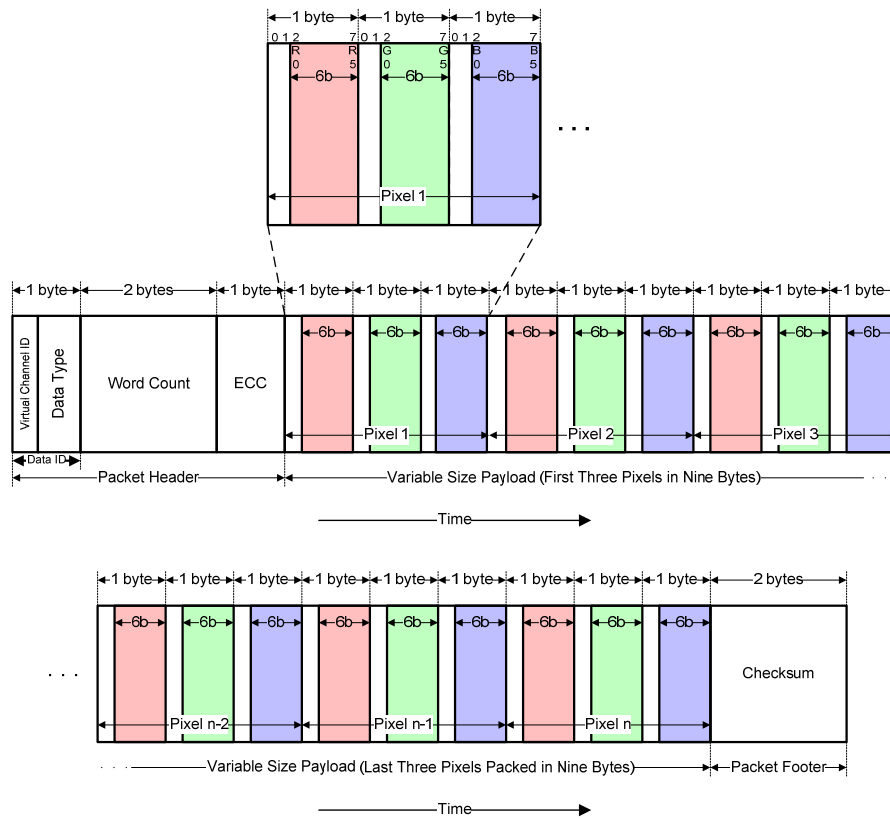 1 byte 1 byte 1 byte
0 1 2 7 0 1 2 7 0 1 2 7
R R G G B B
0 5 0 5 0 5
6b 6b 6b
. . .
Pixel 1
1 byte 2 bytes 1 byte 1 byte 1 byte 1 byte 1 byte 1 byte 1 byte 1 byte 1 byte 1 byte
6b 6b 6b 6b 6b 6b 6b 6b 6b
Virtual Channel ID
Data Type
Word Count
ECC
Pixel 1 Pixel 2 Pixel 3
Data ID
Packet Header Variable Size Payload (First Three Pixels in Nine Bytes) . . .
Time
1 byte 1 byte 1 byte 1 byte 1 byte 1 byte 1 byte 1 byte 1 byte 2 bytes
6b 6b 6b 6b 6b 6b 6b 6b 6b
. . .
Checksum
Pixel n-2 Pixel n-1 Pixel n
. . . Variable Size Payload (Last Three Pixels Packed in Nine Bytes) Packet Footer
Time